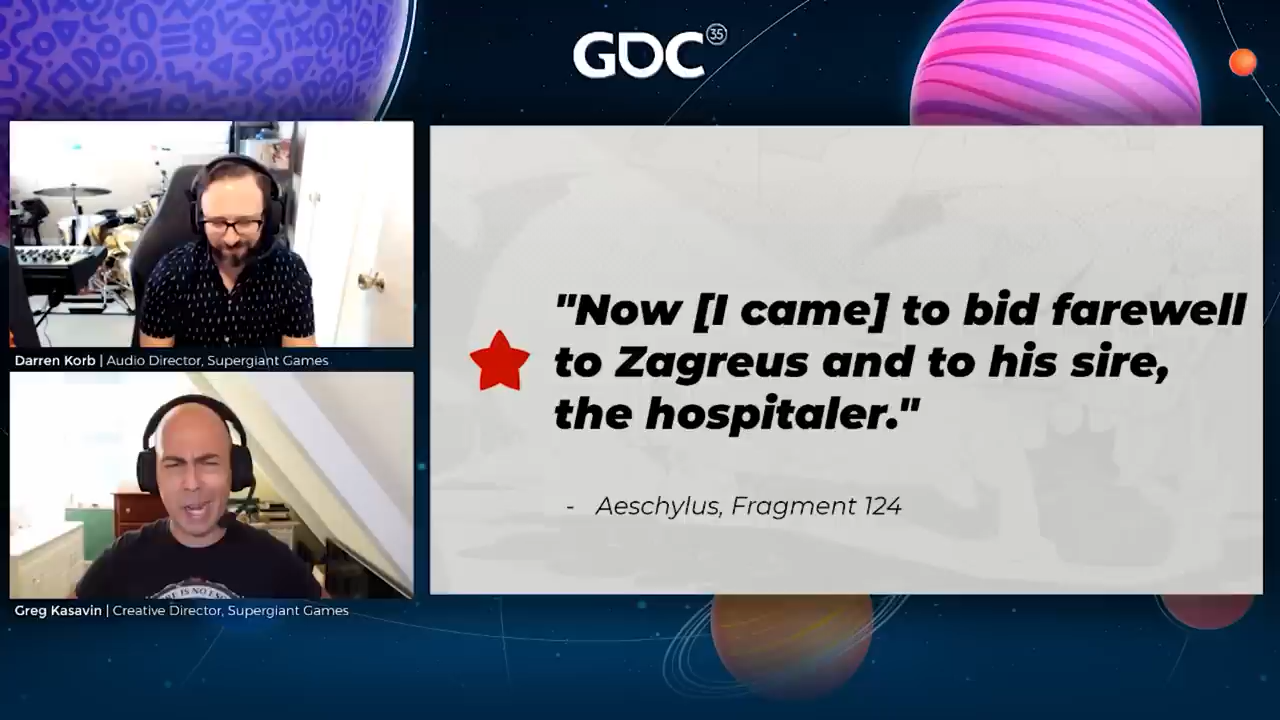 GDC 35
Darren Korb | Audio Director, Supergiant Games
Greg Kasavin | Creative Director, Supergiant Games
"Now [I came] to bid farewell
to Zagreus and to his sire,
the hospitaler."
- Aeschylus, Fragment 124